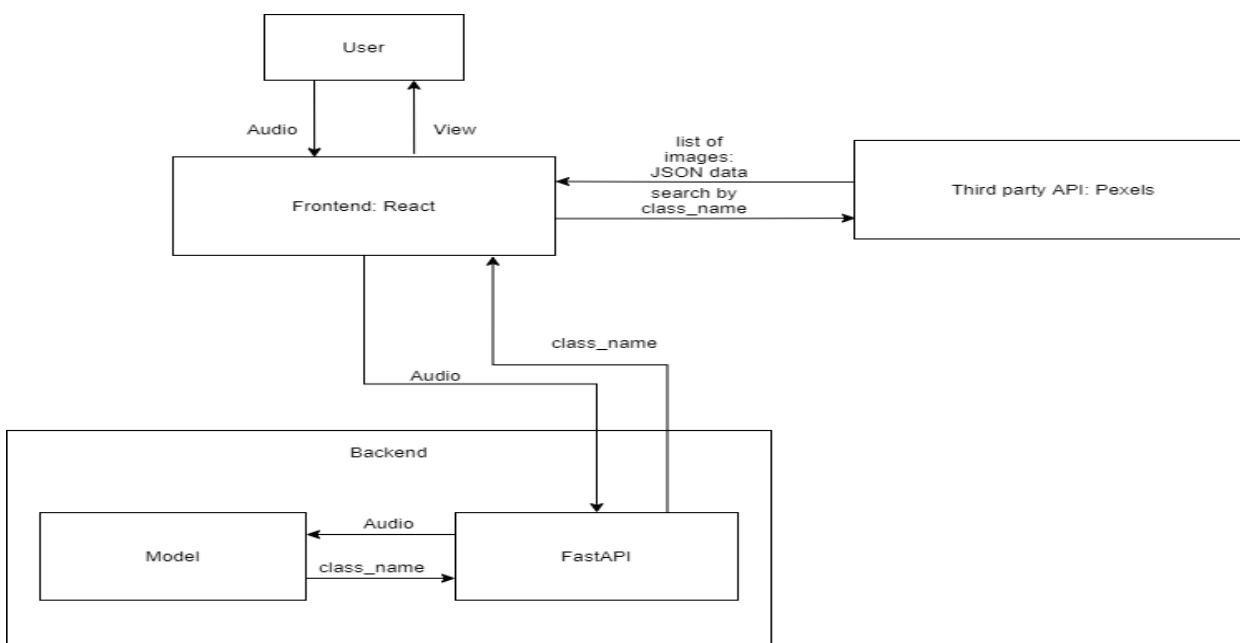 User
Audio
View
list of
images:
JSON data
Third party API: Pexels
Frontend: React
search by
class_name
class_name
Audio
Backend
Audio
Model
FastAPI
class_name